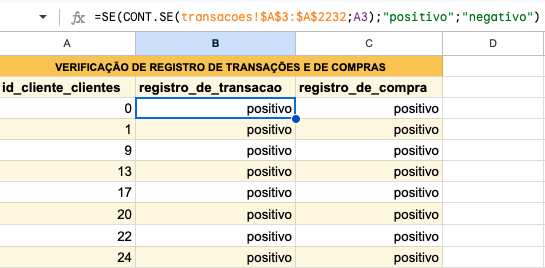 fx =SE(CONT.SE(transacoes!$A$3:$A$2232;A3);"positivo";"negativo")
A B C D
VERIFICAÇÃO DE REGISTRO DE TRANSAÇÕES E DE COMPRAS
id_cliente_clientes registro_de_transacao registro_de_compra
0 positivo positivo
1 positivo positivo
9 positivo positivo
13 positivo positivo
17 positivo positivo
20 positivo positivo
22 positivo positivo
24 positivo positivo